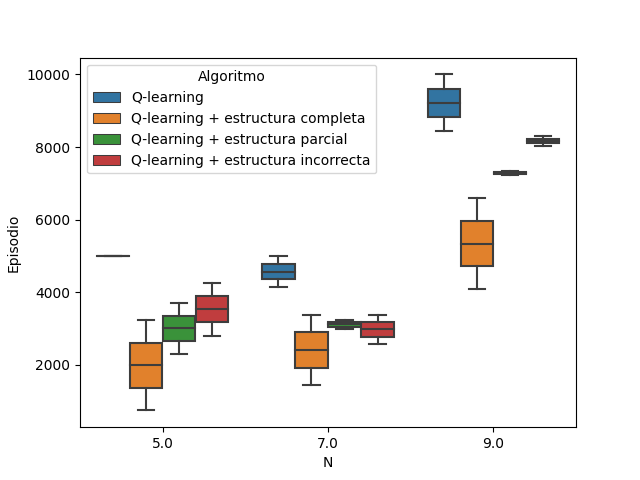 Algoritmo
Q-learning
Q-learning + estructura completa
Q-learning + estructura parcial
Q-learning + estructura incorrecta
10000
8000
6000
4000
2000
Episodio
5.0
7.0
9.0
N